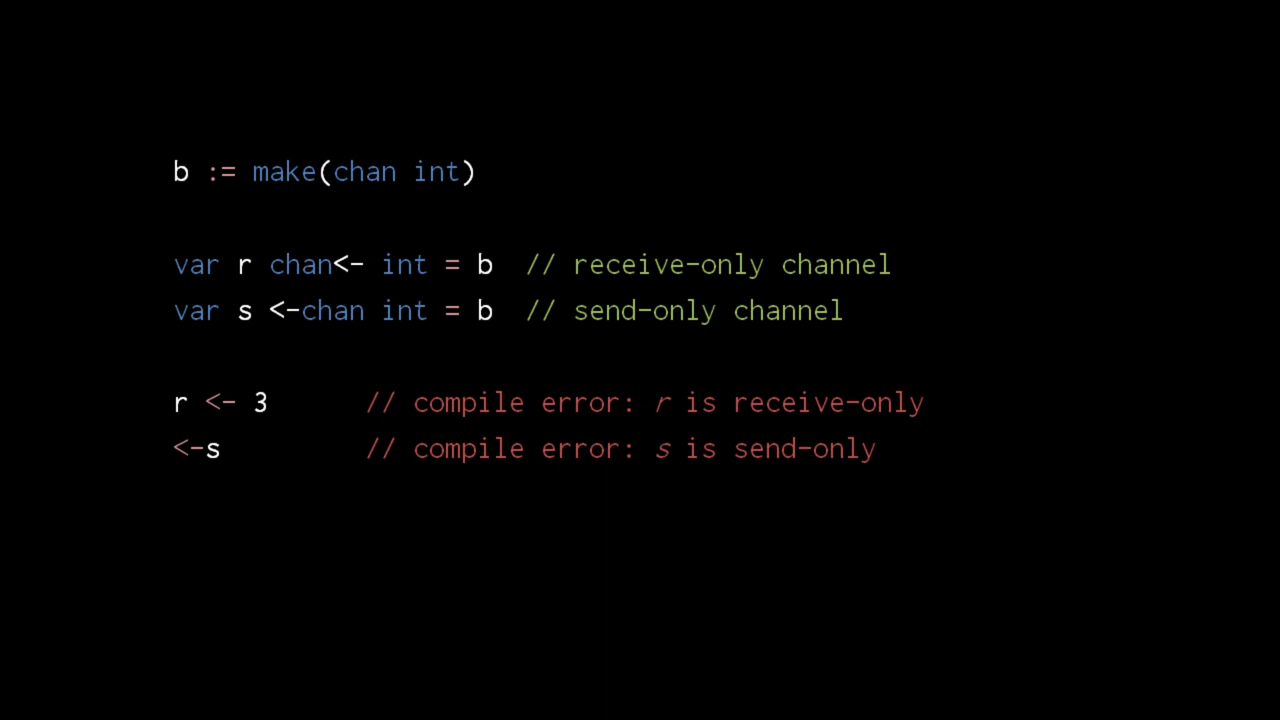 b := make(chan int)
var r chan<- int = b // receive-only channel
var s <-chan int = b // send-only channel
r <- 3 // compile error: r is receive-only
<-s // compile error: s is send-only